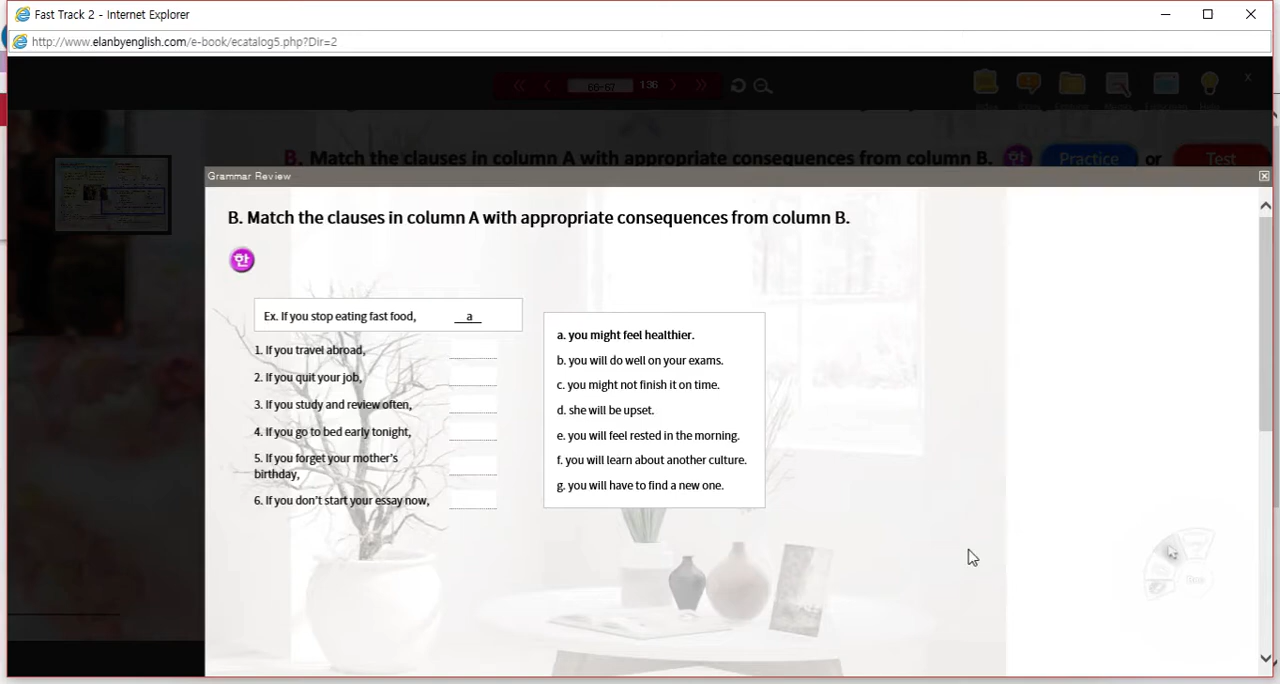 Fast Track 2 - Internet Explorer
http://www.elanbyenglish.com/e-book/ecatalog5.php?Dir=2
66-67
136
B. Match the clauses in column A with appropriate consequences from column B. 한 Practice or Test
Grammar Review
B. Match the clauses in column A with appropriate consequences from column B.
한
Ex. If you stop eating fast food, a
1. If you travel abroad,
2. If you quit your job,
3. If you study and review often,
4. If you go to bed early tonight,
5. If you forget your mother's
birthday,
6. If you don't start your essay now,
a. you might feel healthier.
b. you will do well on your exams.
c. you might not finish it on time.
d. she will be upset.
e. you will feel rested in the morning.
f. you will learn about another culture.
g. you will have to find a new one.